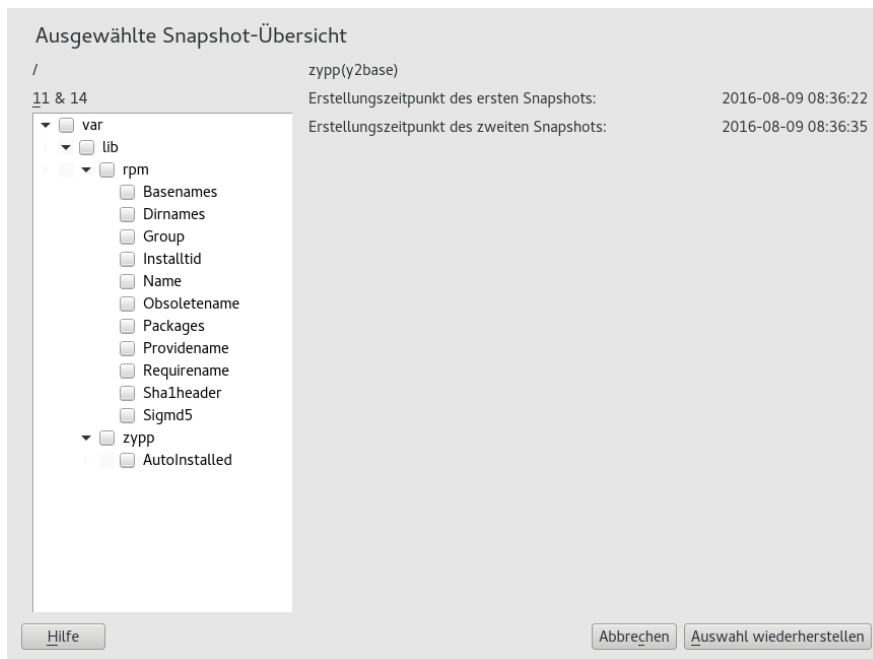 Ausgewählte Snapshot-Übersicht
/
zypp(y2base)
11 & 14
Erstellungszeitpunkt des ersten Snapshots: 2016-08-09 08:36:22
Erstellungszeitpunkt des zweiten Snapshots: 2016-08-09 08:36:35
var
lib
rpm
Basenames
Dirnames
Group
Installtid
Name
Obsoletename
Packages
Providename
Requirename
Sha1header
Sigmd5
zypp
AutoInstalled
Hilfe
Abbrechen
Auswahl wiederherstellen